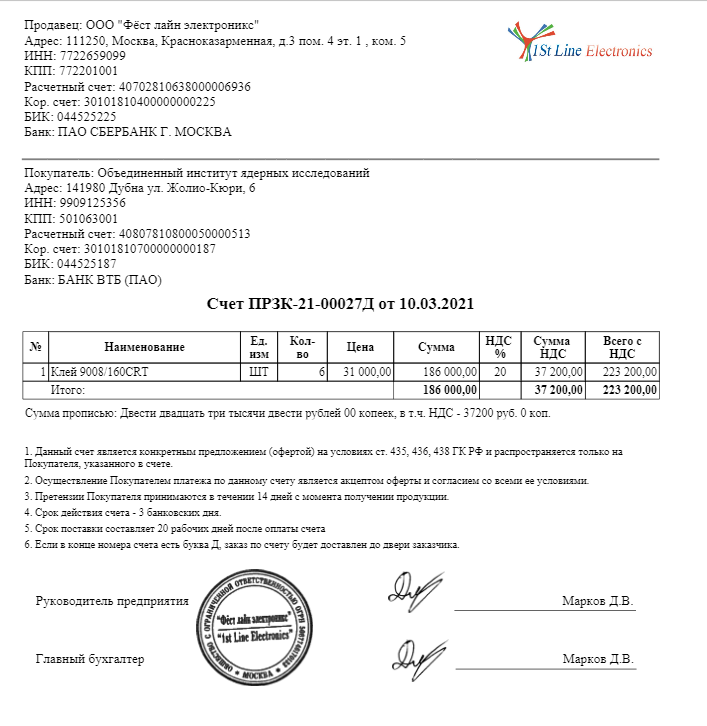 Продавец: ООО "Фёст лайн электроникс"
Адрес: 111250, Москва, Красноказарменная, д.3 пом. 4 эт. 1 , ком. 5
ИНН: 7722659099
КПП: 772201001
Расчетный счет: 40702810638000006936
Кор. счет: 30101810400000000225
БИК: 044525225
Банк: ПАО СБЕРБАНК Г. МОСКВА
1St Line Electronics
Покупатель: Объединенный институт ядерных исследований
Адрес: 141980 Дубна ул. Жолио-Кюри, 6
ИНН: 9909125356
КПП: 501063001
Расчетный счет: 40807810800050000513
Кор. счет: 30101810700000000187
БИК: 044525187
Банк: БАНК ВТБ (ПАО)
Счет ПРЗК-21-00027Д от 10.03.2021
№ Наименование Ед. изм Кол-во Цена Сумма НДС % Сумма НДС Всего с НДС
1 Клей 9008/160CRT ШТ 6 31 000,00 186 000,00 20 37 200,00 223 200,00
Итого: 186 000,00 37 200,00 223 200,00
Сумма прописью: Двести двадцать три тысячи двести рублей 00 копеек, в т.ч. НДС - 37200 руб. 0 коп.
1. Данный счет является конкретным предложением (офертой) на условиях ст. 435, 436, 438 ГК РФ и распространяется только на
Покупателя, указанного в счете.
2. Осуществление Покупателем платежа по данному счету является акцептом оферты и согласием со всеми ее условиями.
3. Претензии Покупателя принимаются в течении 14 дней с момента получении продукции.
4. Срок действия счета - 3 банковских дня.
5. Срок поставки составляет 20 рабочих дней после оплаты счета
6. Если в конце номера счета есть буква Д, заказ по счету будет доставлен до двери заказчика.
Руководитель предприятия Марков Д.В.
ОБЩЕСТВО С ОГРАНИЧЕННОЙ ОТВЕТСТВЕННОСТЬЮ ОГРН
"Фёст лайн электроникс"
"1st Line Electronics"
* МОСКВА *
Главный бухгалтер Марков Д.В.